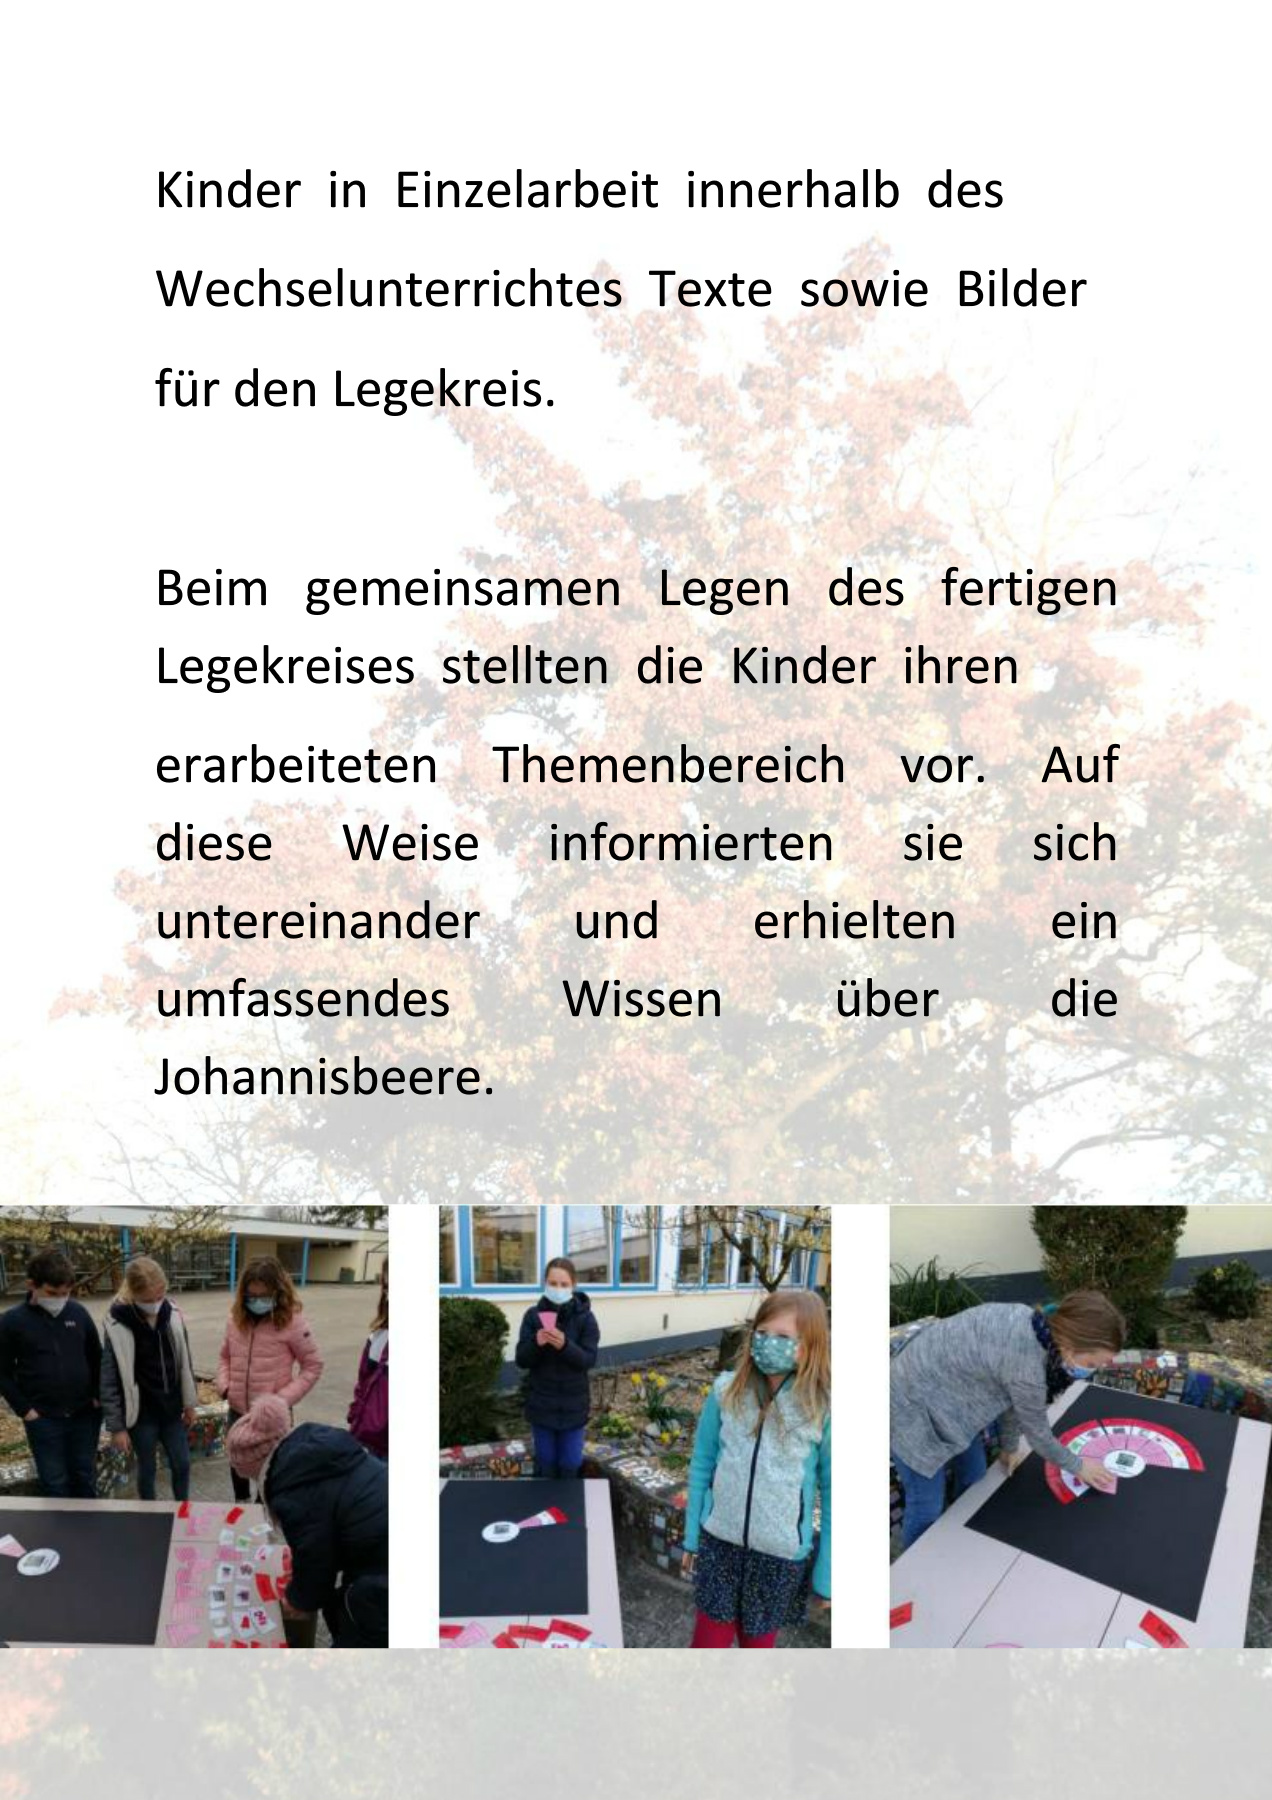 Kinder in Einzelarbeit innerhalb des
Wechselunterrichtes Texte sowie Bilder
für den Legekreis.
Beim gemeinsamen Legen des fertigen
Legekreises stellten die Kinder ihren
erarbeiteten Themenbereich vor. Auf
diese Weise informierten sie sich
untereinander und erhielten ein
umfassendes Wissen über die
Johannisbeere.